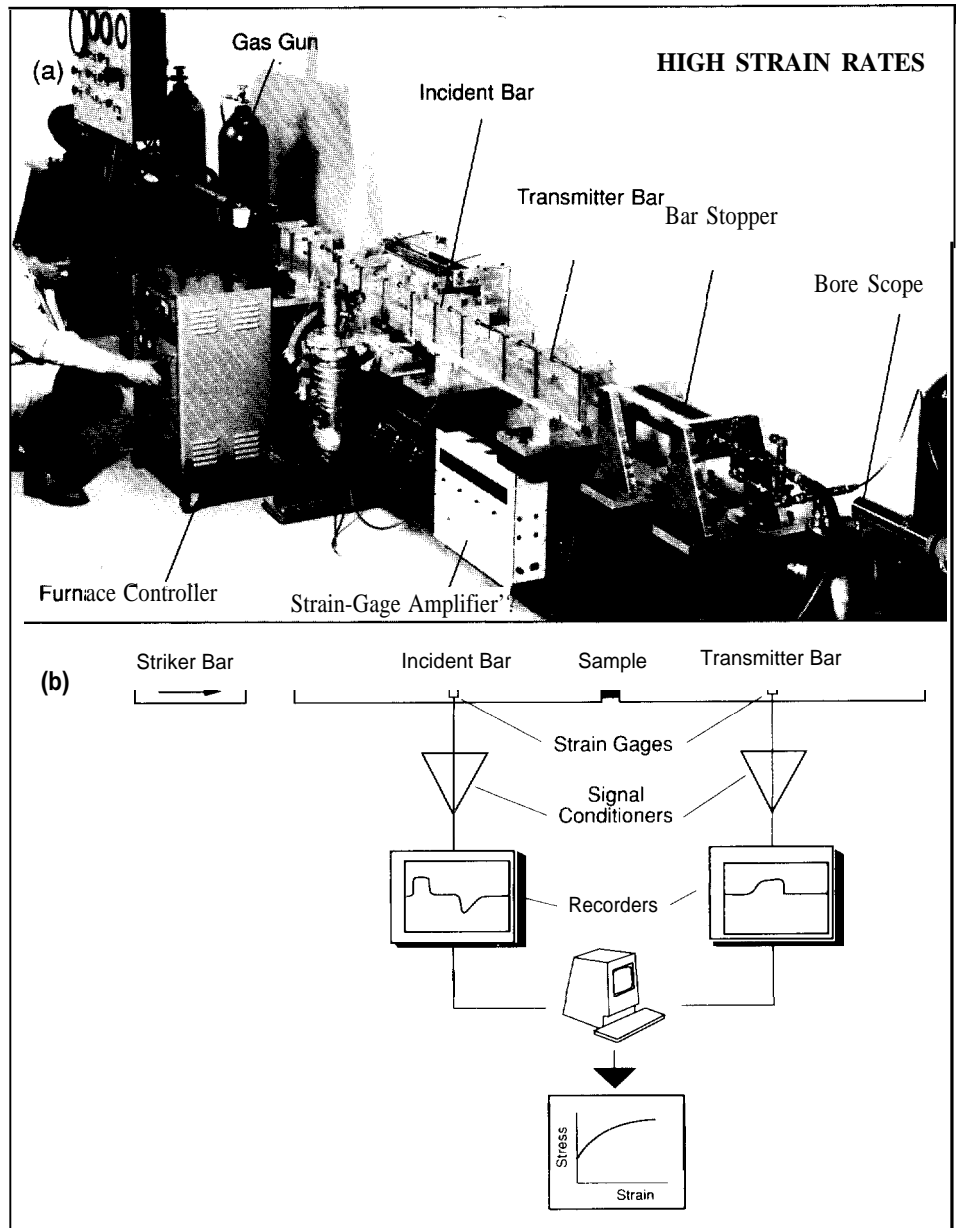 (a)
Gas Gun
HIGH STRAIN RATES
Incident Bar
Transmitter Bar
Bar Stopper
Bore Scope
Furnace Controller
Strain-Gage Amplifier'?
(b)
Striker Bar
Incident Bar
Sample
Transmitter Bar
Strain Gages
Signal
Conditioners
Recorders
Stress
Strain